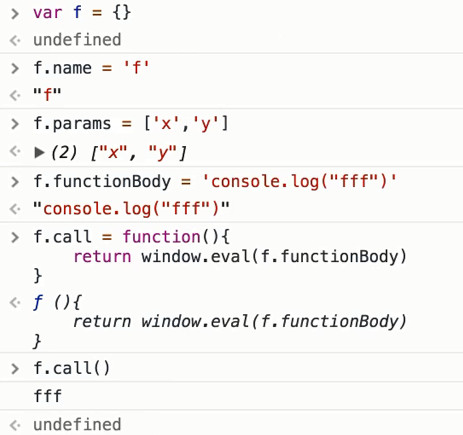 > var f = {}
<· undefined
> f.name = 'f'
<· "f"
> f.params = ['x','y']
<· ▶(2) ["x", "y"]
> f.functionBody = 'console.log("fff")'
<· "console.log("fff")"
> f.call = function(){
return window.eval(f.functionBody)
}
<· ƒ (){
return window.eval(f.functionBody)
}
> f.call()
fff
<· undefined